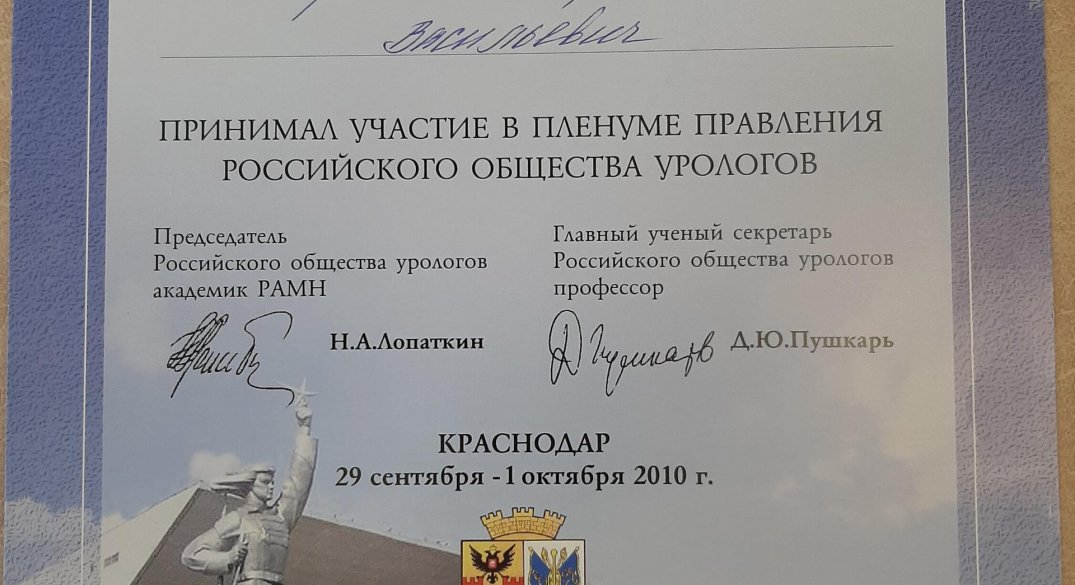 Васильевич
ПРИНИМАЛ УЧАСТИЕ В ПЛЕНУМЕ ПРАВЛЕНИЯ
РОССИЙСКОГО ОБЩЕСТВА УРОЛОГОВ
Председатель
Российского общества урологов
академик РАМН
Н.А.Лопаткин
Главный ученый секретарь
Российского общества урологов
профессор
Д.Ю.Пушкарь
КРАСНОДАР
29 сентября -1 октября 2010 г.